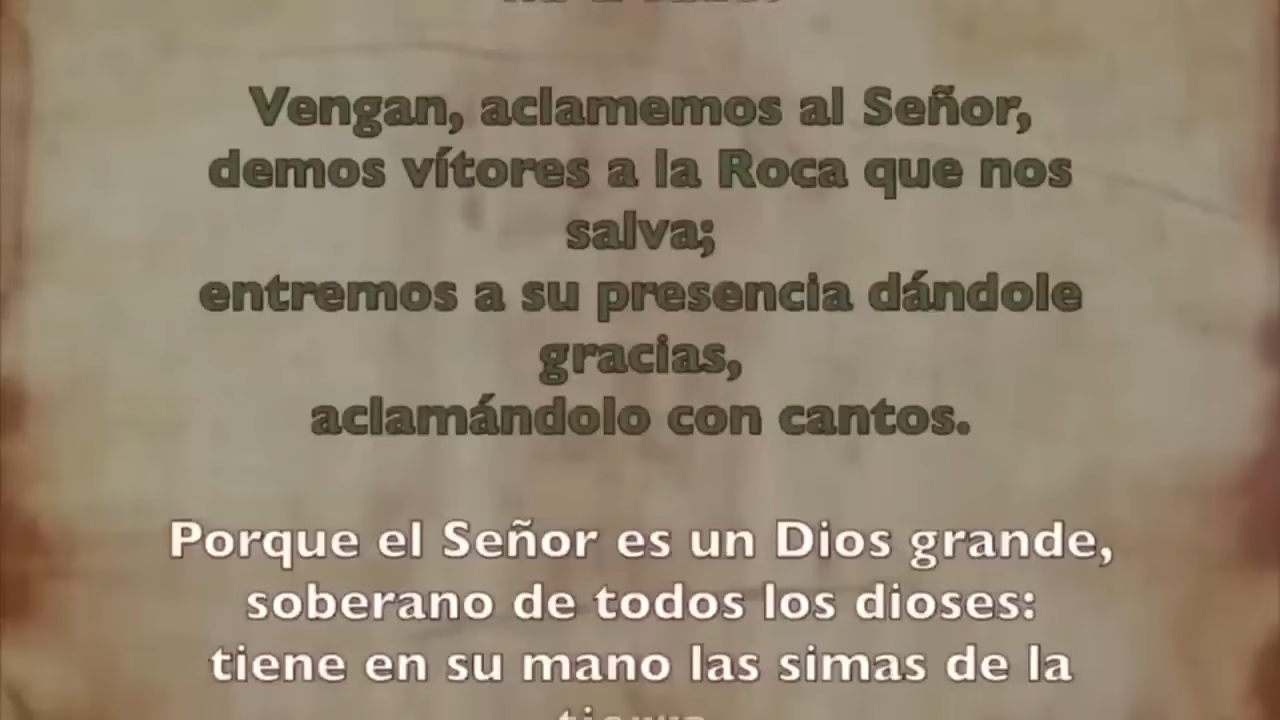 Vengan, aclamemos al Señor,
demos vítores a la Roca que nos
salva;
entremos a su presencia dándole
gracias,
aclamándolo con cantos.
Porque el Señor es un Dios grande,
soberano de todos los dioses:
tiene en su mano las simas de la